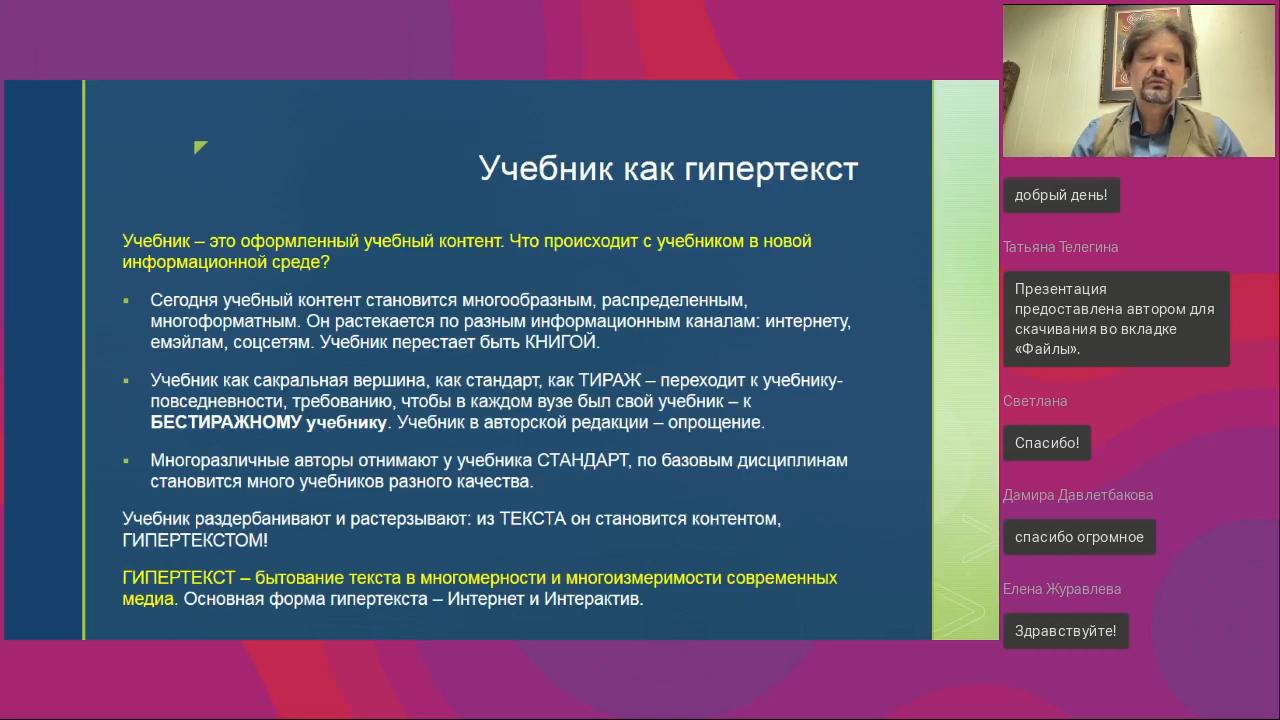 Учебник как гипертекст
Учебник – это оформленный учебный контент. Что происходит с учебником в новой
информационной среде?
Сегодня учебный контент становится многообразным, распределенным,
многоформатным. Он растекается по разным информационным каналам: интернету,
емэйлам, соцсетям. Учебник перестает быть КНИГОЙ.
Учебник как сакральная вершина, как стандарт, как ТИРАЖ – переходит к учебнику-
повседневности, требованию, чтобы в каждом вузе был свой учебник – к
БЕСТИРАЖНОМУ учебнику. Учебник в авторской редакции – опрощение.
Многоразличные авторы отнимают у учебника СТАНДАРТ, по базовым дисциплинам
становится много учебников разного качества.
Учебник раздербанивают и растерзывают: из ТЕКСТА он становится контентом,
ГИПЕРТЕКСТОМ!
ГИПЕРТЕКСТ – бытование текста в многомерности и многоизмеримости современных
медиа. Основная форма гипертекста – Интернет и Интерактив.
добрый день!
Татьяна Телегина
Презентация
предоставлена автором для
скачивания во вкладке
«Файлы».
Светлана
Спасибо!
Дамира Давлетбакова
спасибо огромное
Елена Журавлева
Здравствуйте!